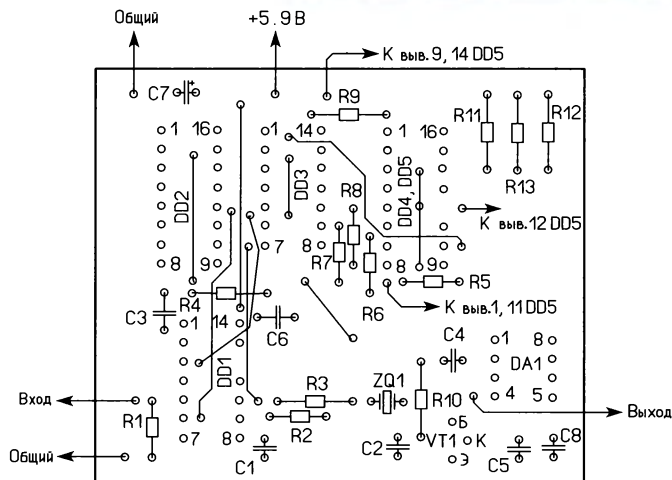 Общий
+5...9 В
К выв. 9, 14 DD5
C7
+
R9
R11
R12
R13
1
16
1
14
1
16
DD2
DD3
DD4, DD5
R8
К выв. 12 DD5
8
9
7
8
R7
8
9
R5
R6
R4
C3
1
14
C6
К выв. 1, 11 DD5
C4
1
8
DA1
4
5
DD1
Вход
R1
R3
ZQ1
R10
Выход
R2
Б
7
8
C1
C2
VT1
К
Э
C5
C8
Общий